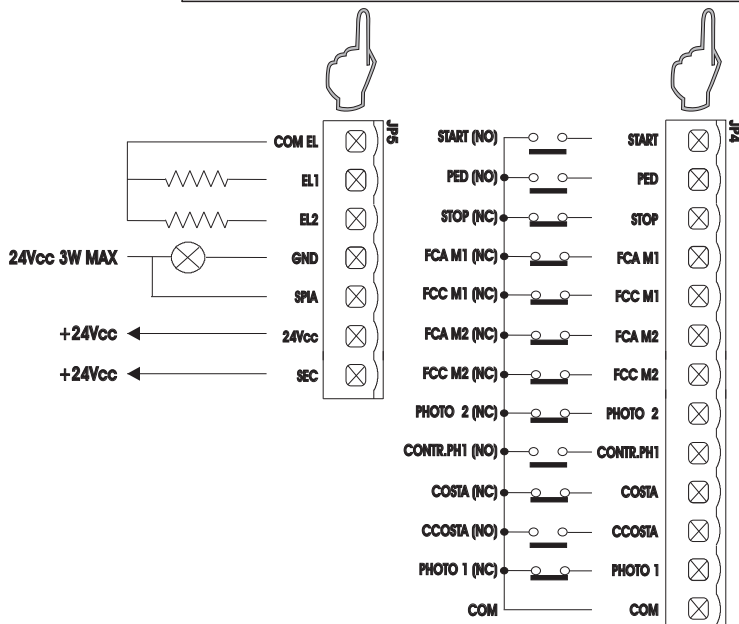 JP5
COM EL
EL1
EL2
24Vcc 3W MAX
GND
SPIA
+24Vcc
24Vcc
+24Vcc
SEC
JP4
START (NO)
START
PED (NO)
PED
STOP (NC)
STOP
FCA M1 (NC)
FCA M1
FCC M1 (NC)
FCC M1
FCA M2 (NC)
FCA M2
FCC M2 (NC)
FCC M2
PHOTO 2 (NC)
PHOTO 2
CONTR.PH1 (NO)
CONTR.PH1
COSTA (NC)
COSTA
CCOSTA (NO)
CCOSTA
PHOTO 1 (NC)
PHOTO 1
COM
COM